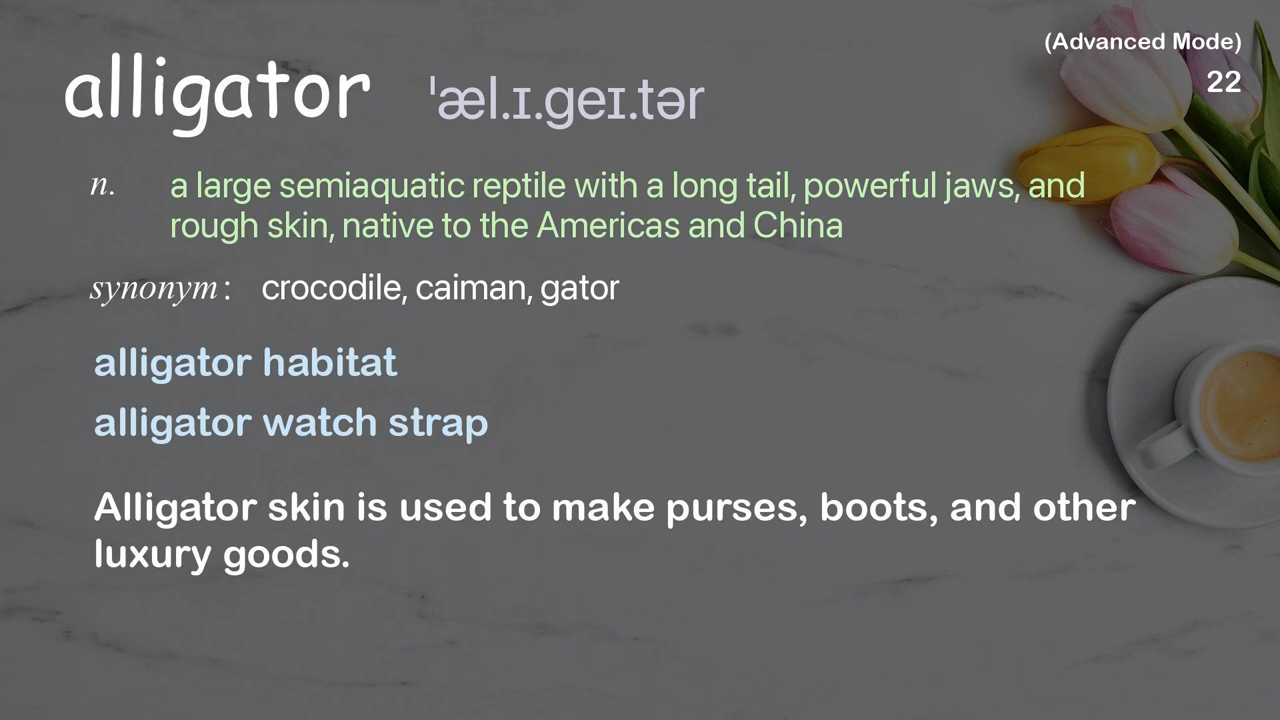 (Advanced Mode)
22
alligator ˈæl.ɪ.geɪ.tər
n. a large semiaquatic reptile with a long tail, powerful jaws, and
rough skin, native to the Americas and China
synonym: crocodile, caiman, gator
alligator habitat
alligator watch strap
Alligator skin is used to make purses, boots, and other
luxury goods.